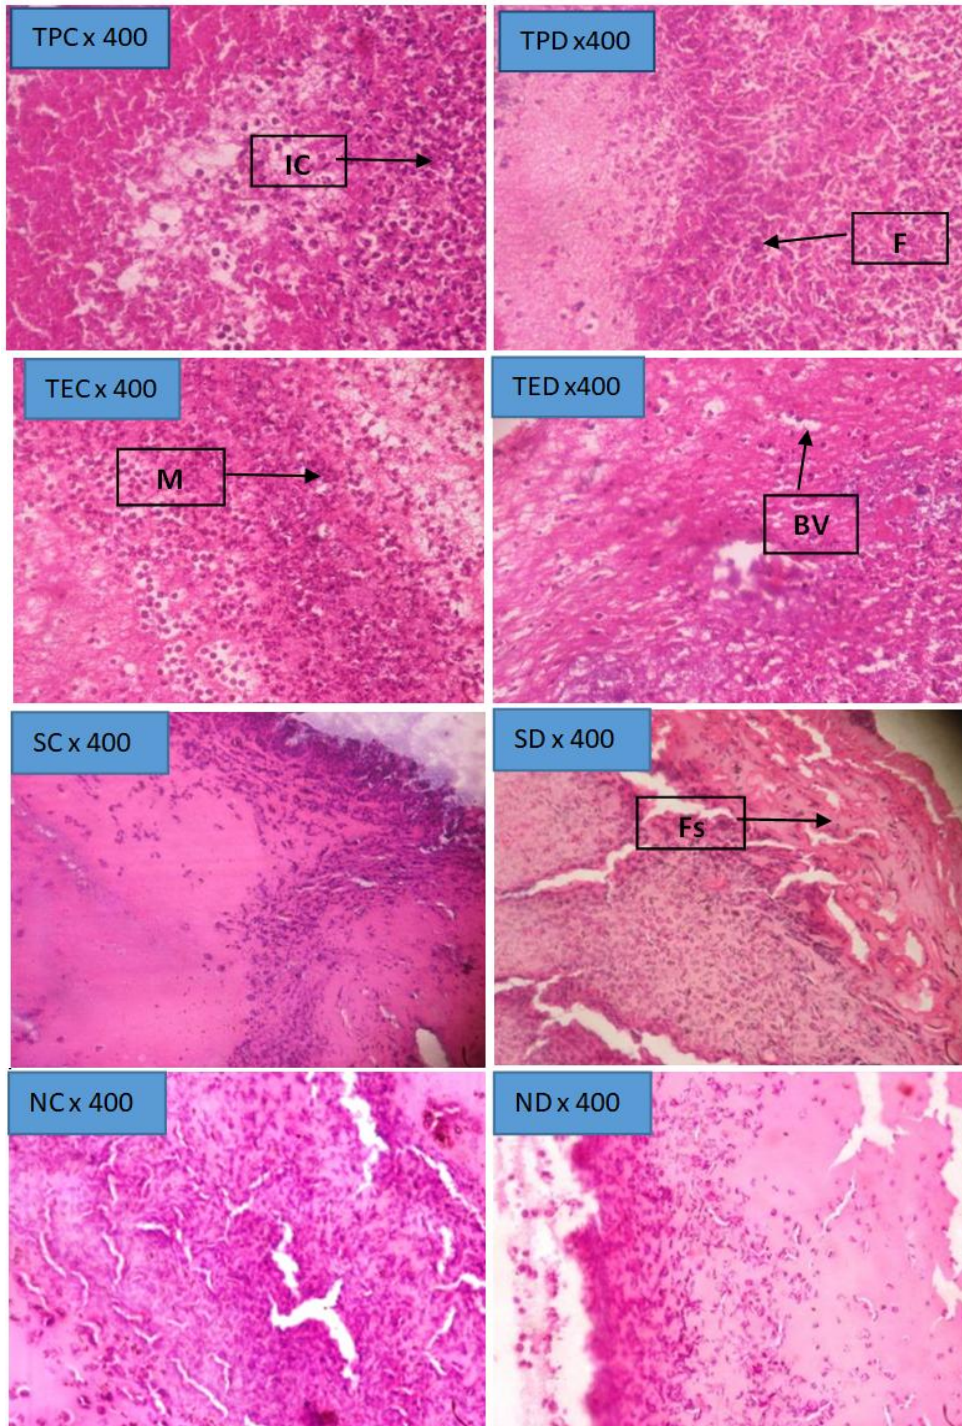 TPC x 400
TPD x400
IC
F
TEC x 400
TED x400
M
BV
SC x 400
SD x 400
Fs
NC x 400
ND x 400